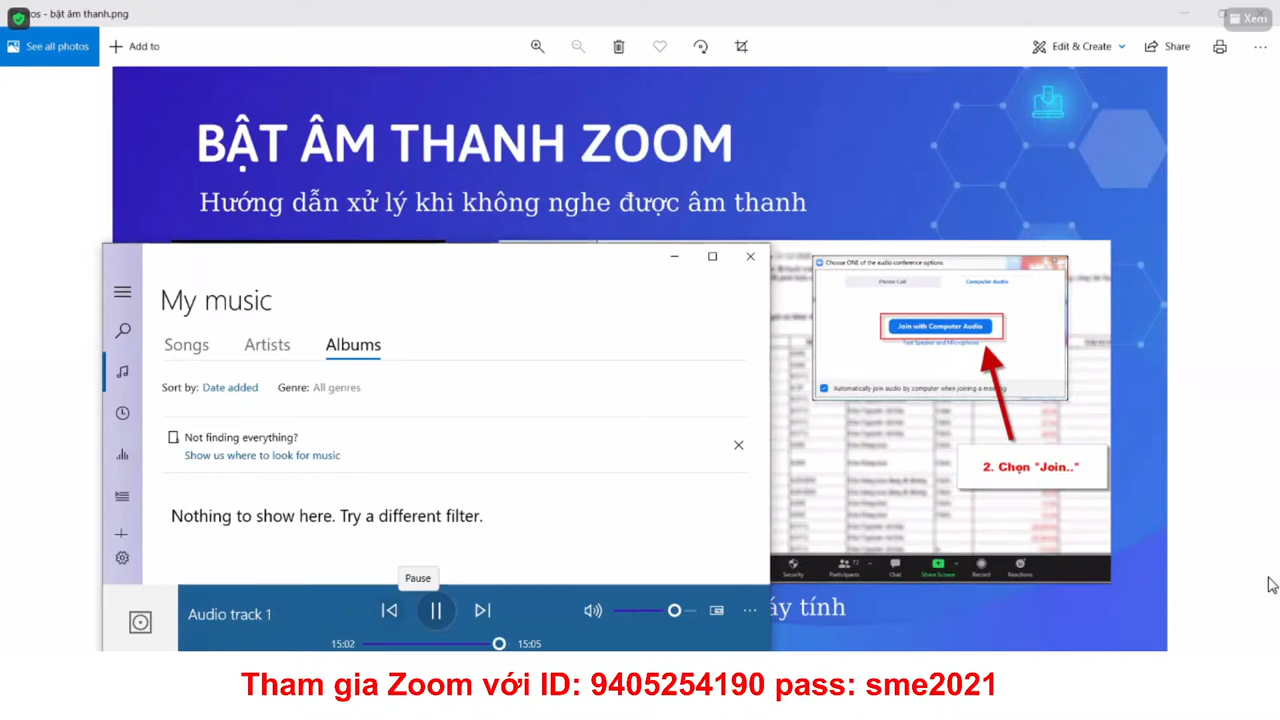 os - bật âm thanh.png
Xem
See all photos
Add to
Edit & Create
Share
BẬT ÂM THANH ZOOM
Hướng dẫn xử lý khi không nghe được âm thanh
My music
Songs Artists Albums
Sort by: Date added Genre: All genres
Not finding everything?
Show us where to look for music
Nothing to show here. Try a different filter.
Pause
Audio track 1
15:02 15:05
Choose ONE of the audio conference options
Phone Call Computer Audio
Join with Computer Audio
Test Speaker and Microphone
Automatically join audio by computer when joining a meeting
2. Chọn "Join.."
Security Participants 72 Chat Share Screen Record Reactions
áy tính
Tham gia Zoom với ID: 9405254190 pass: sme2021